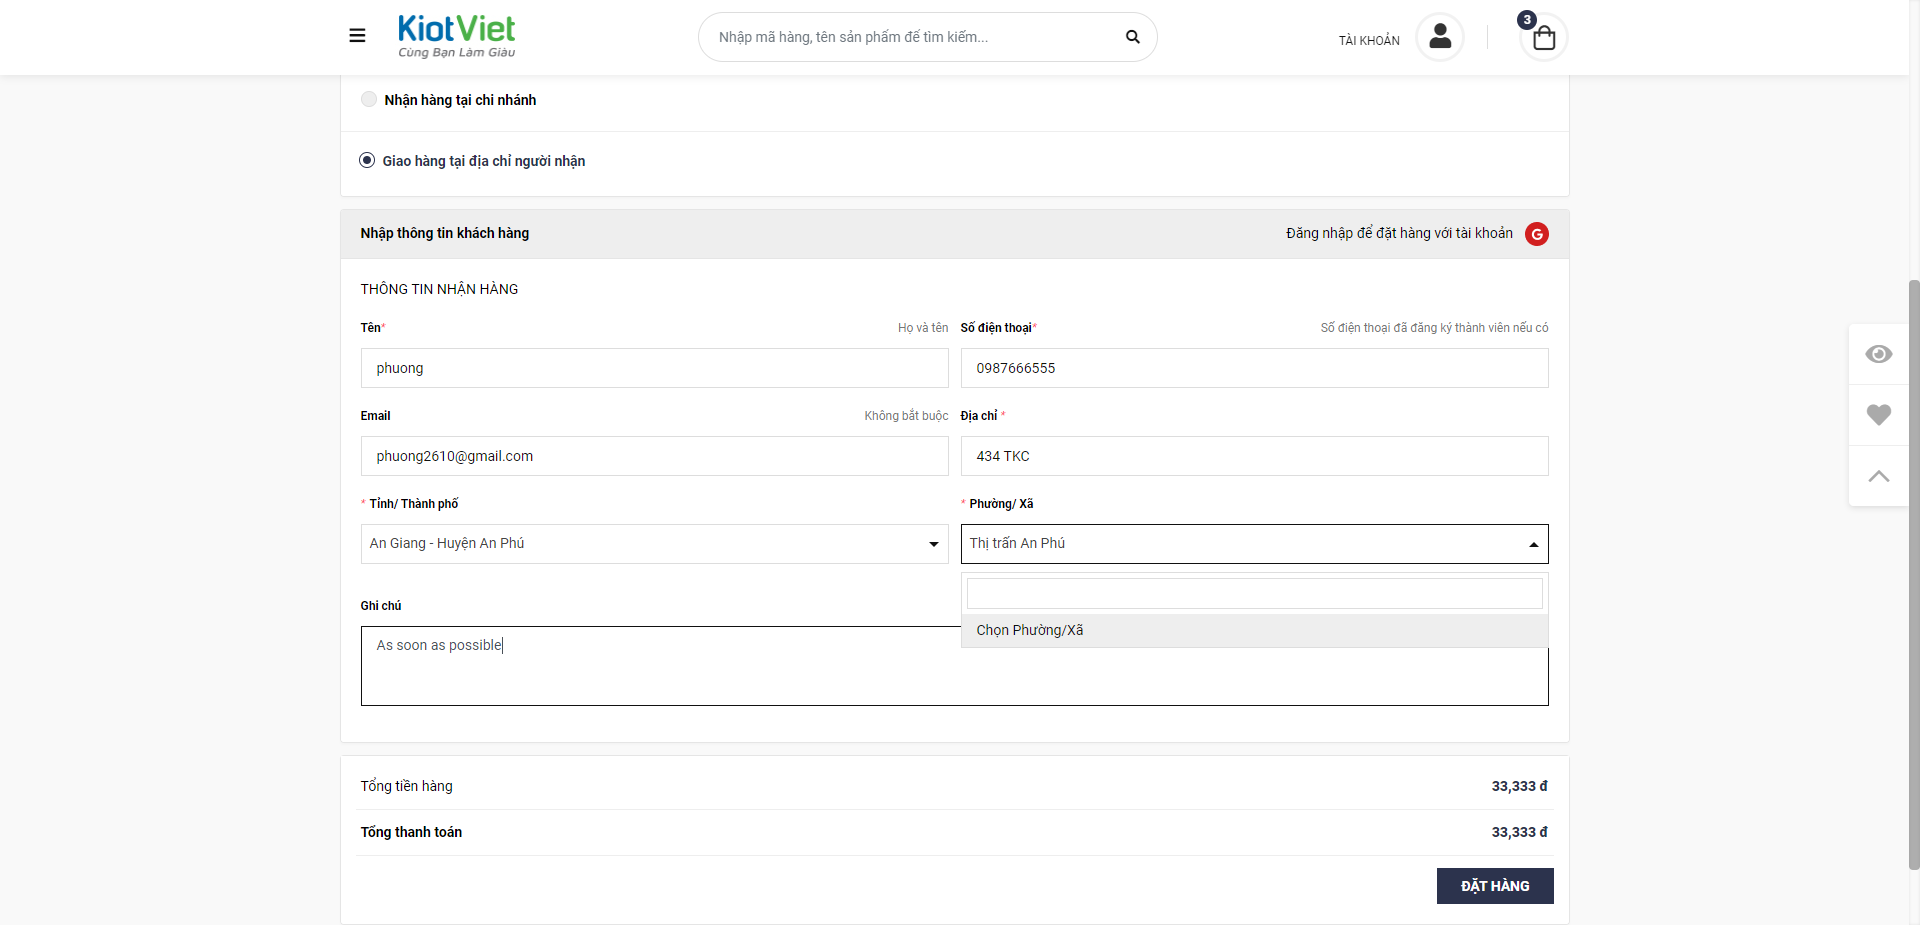 KiotViet
Cùng Bạn Làm Giàu
Nhập mã hàng, tên sản phẩm để tìm kiếm...
TÀI KHOẢN
3
Nhận hàng tại chi nhánh
Giao hàng tại địa chỉ người nhận
Nhập thông tin khách hàng
Đăng nhập để đặt hàng với tài khoản
G
THÔNG TIN NHẬN HÀNG
Tên*
Họ và tên
Số điện thoại*
Số điện thoại đã đăng ký thành viên nếu có
phuong
0987666555
Email
Không bắt buộc
Địa chỉ *
phuong2610@gmail.com
434 TKC
* Tỉnh/ Thành phố
* Phường/ Xã
An Giang - Huyện An Phú
Thị trấn An Phú
Ghi chú
Chọn Phường/Xã
As soon as possible
Tổng tiền hàng
33,333 đ
Tổng thanh toán
33,333 đ
ĐẶT HÀNG